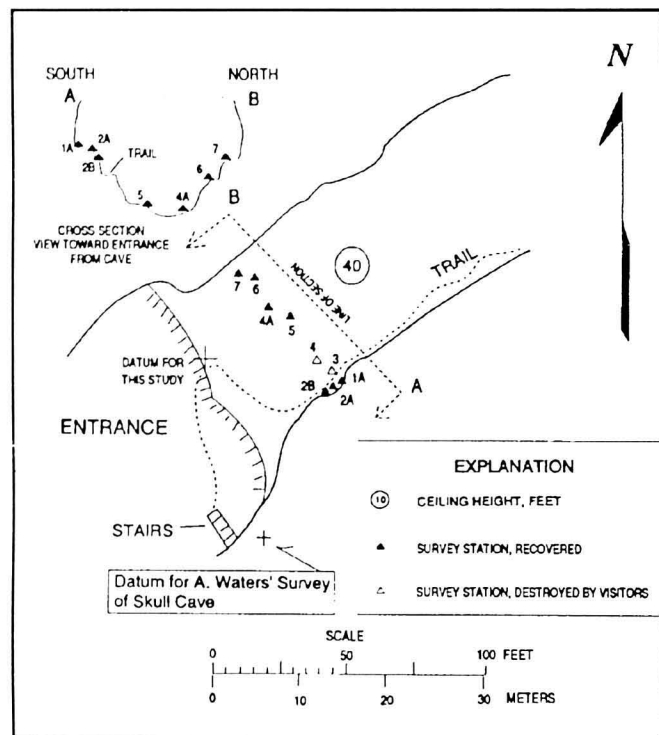 N
SOUTH
NORTH
A
B
1A
2A
2B
TRAIL
5
4A
6
7
CROSS SECTION
VIEW TOWARD ENTRANCE
FROM CAVE
B
40
LINE OF SECTION
TRAIL
7
6
4A
5
4
3
1A
2B
2A
A
DATUM FOR
THIS STUDY
ENTRANCE
STAIRS
Datum for A. Waters' Survey
of Skull Cave
EXPLANATION
10 CEILING HEIGHT, FEET
SURVEY STATION, RECOVERED
SURVEY STATION, DESTROYED BY VISITORS
SCALE
0 50 100 FEET
0 10 20 30
METERS